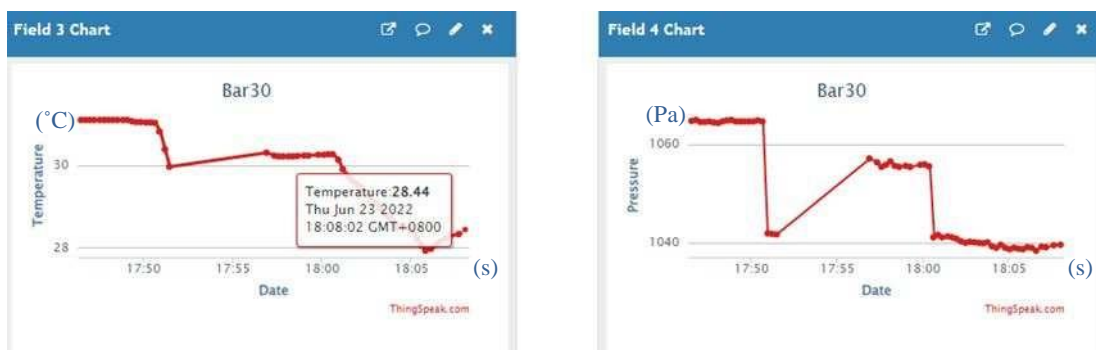 Field 3 Chart
Bar30
(˚C)
30
28
Temperature
Temperature:28.44
Thu Jun 23 2022
18:08:02 GMT+0800
17:50 17:55 18:00 18:05 (s)
Date
ThingSpeak.com
Field 4 Chart
Bar30
(Pa)
1060
1040
Pressure
17:50 17:55 18:00 18:05 (s)
Date
ThingSpeak.com